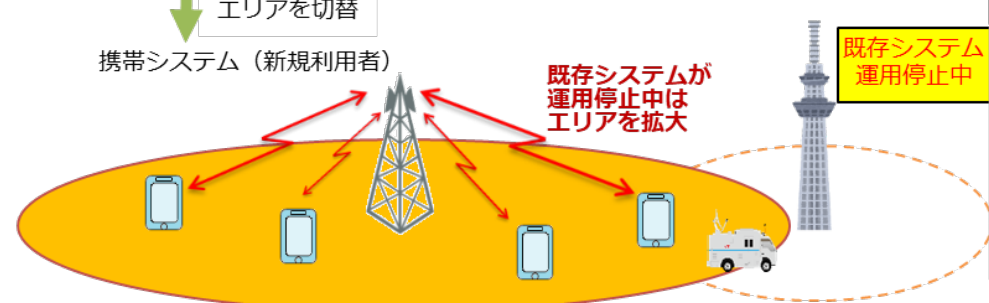 エリアを切替
携帯システム（新規利用者）
既存システムが
運用停止中は
エリアを拡大
既存システム
運用停止中